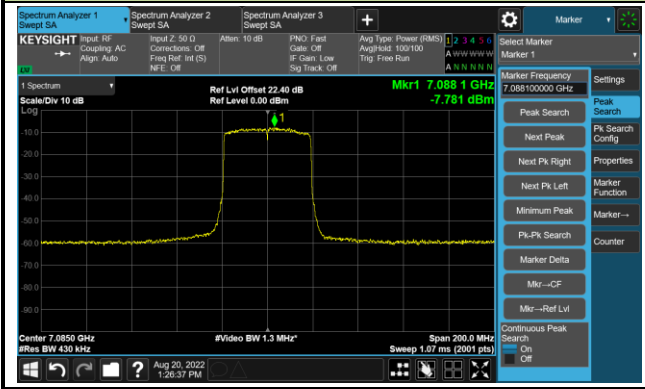 Spectrum Analyzer 1
Swept SA
Spectrum Analyzer 2
Swept SA
Spectrum Analyzer 3
Swept SA
+
Marker
KEYSIGHT
Input: RF
Coupling: AC
Align: Auto
Input Z: 50 Ω
Corrections: Off
Freq Ref: Int (S)
NFE: Off
Atten: 10 dB
PNO: Fast
Gate: Off
IF Gain: Low
Sig Track: Off
Avg Type: Power (RMS)
Avg|Hold: 100/100
Trig: Free Run
1 2 3 4 5 6
A W W W W W
A N N N N N
Select Marker
Marker 1
1 Spectrum
Scale/Div 10 dB
Log
Ref Lvl Offset 22.40 dB
Ref Level 0.00 dBm
Mkr1 7.088 1 GHz
-7.781 dBm
1
-10.0
-20.0
-30.0
-40.0
-50.0
-60.0
-70.0
-80.0
-90.0
Center 7.0850 GHz
#Res BW 430 kHz
#Video BW 1.3 MHz*
Span 200.0 MHz
Sweep 1.07 ms (2001 pts)
Marker Frequency
7.088100000 GHz
Peak Search
Next Peak
Next Pk Right
Next Pk Left
Minimum Peak
Pk-Pk Search
Marker Delta
Mkr→CF
Mkr→Ref Lvl
Continuous Peak
Search
On
Off
Settings
Peak
Search
Pk Search
Config
Properties
Marker
Function
Marker→
Counter
?
Aug 20, 2022
1:26:37 PM